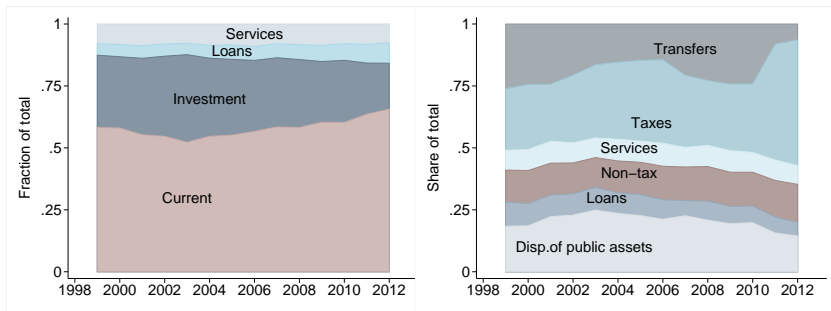 Fraction of total
1
.75
.5
.25
0
Services
Loans
Investment
Current
1998 2000 2002 2004 2006 2008 2010 2012
Share of total
1
.75
.5
.25
0
Transfers
Taxes
Services
Non−tax
Loans
Disp.of public assets
1998 2000 2002 2004 2006 2008 2010 2012